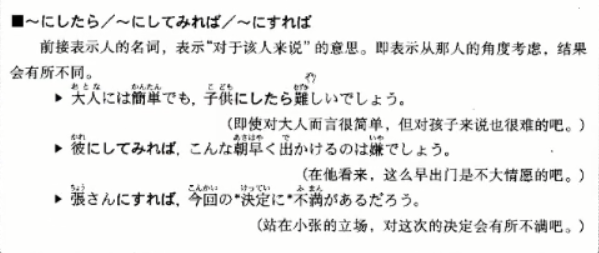 ■～にしたら／～にしてみれば／～にすれば
前接表示人的名词，表示“对于该人来说”的意思。即表示从那人的角度考虑，结果
会有所不同。
▶ 大人には簡単でも，子供にしたら難しいでしょう。
（即使对大人而言很简单，但对孩子来说也很难的吧。）
▶ 彼にしてみれば，こんな朝早く出かけるのは嫌でしょう。
（在他看来，这么早出门是不大情愿的吧。）
▶ 張さんにすれば，今回の*決定に*不満があるだろう。
（站在小张的立场，对这次的决定会有所不满吧。）